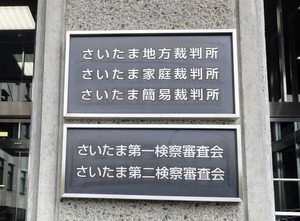 さいたま地方裁判所
さいたま家庭裁判所
さいたま簡易裁判所
さいたま第一検察審査会
さいたま第二検察審査会